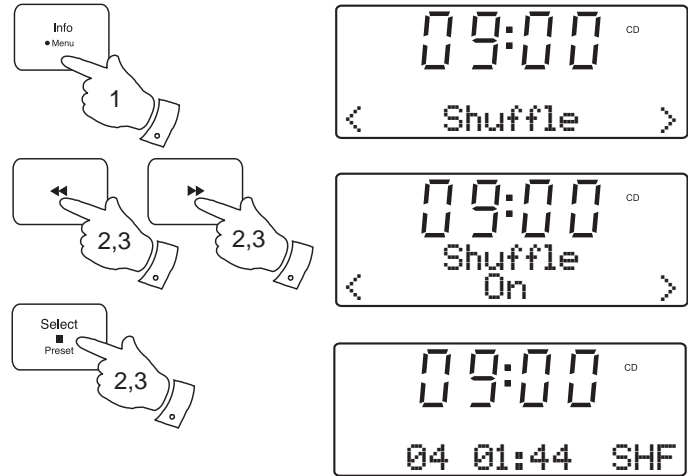 Info
● Menu
1
09:00 CD
< Shuffle >
◀◀
▶▶
2,3
2,3
09:00 CD
Shuffle
< On >
Select
■
Preset
2,3
09:00 CD
04 01:44 SHF